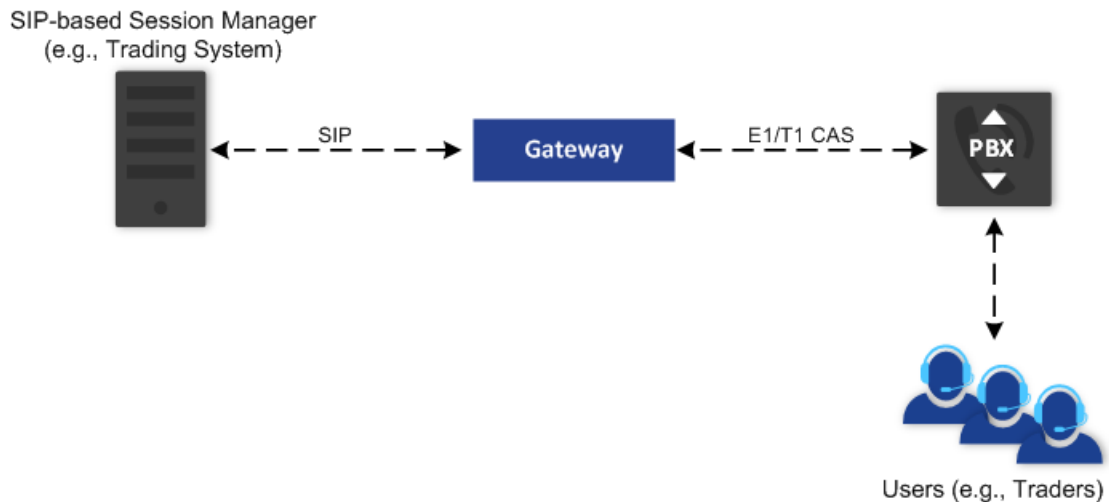 SIP-based Session Manager
(e.g., Trading System)
SIP
Gateway
E1/T1 CAS
PBX
Users (e.g., Traders)